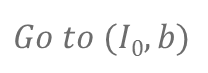 Go to (I₀, b)